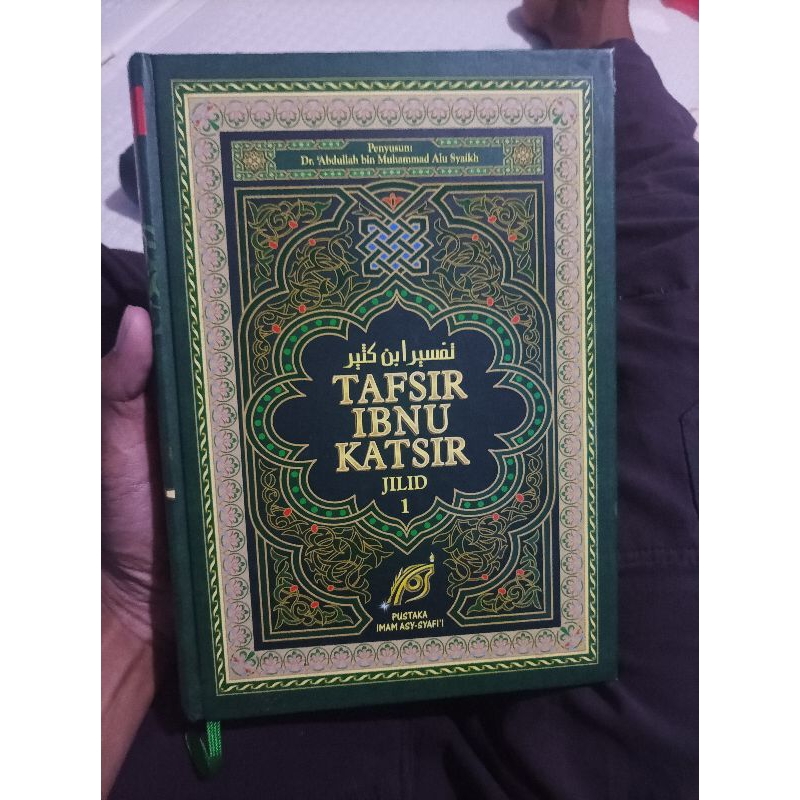 Penyusun:
Dr. 'Abdullah bin Muhammad Alu Syaikh
تفسير ابن كثير
TAFSIR
IBNU
KATSIR
JILID
1
PUSTAKA
IMAM ASY-SYAFI'I